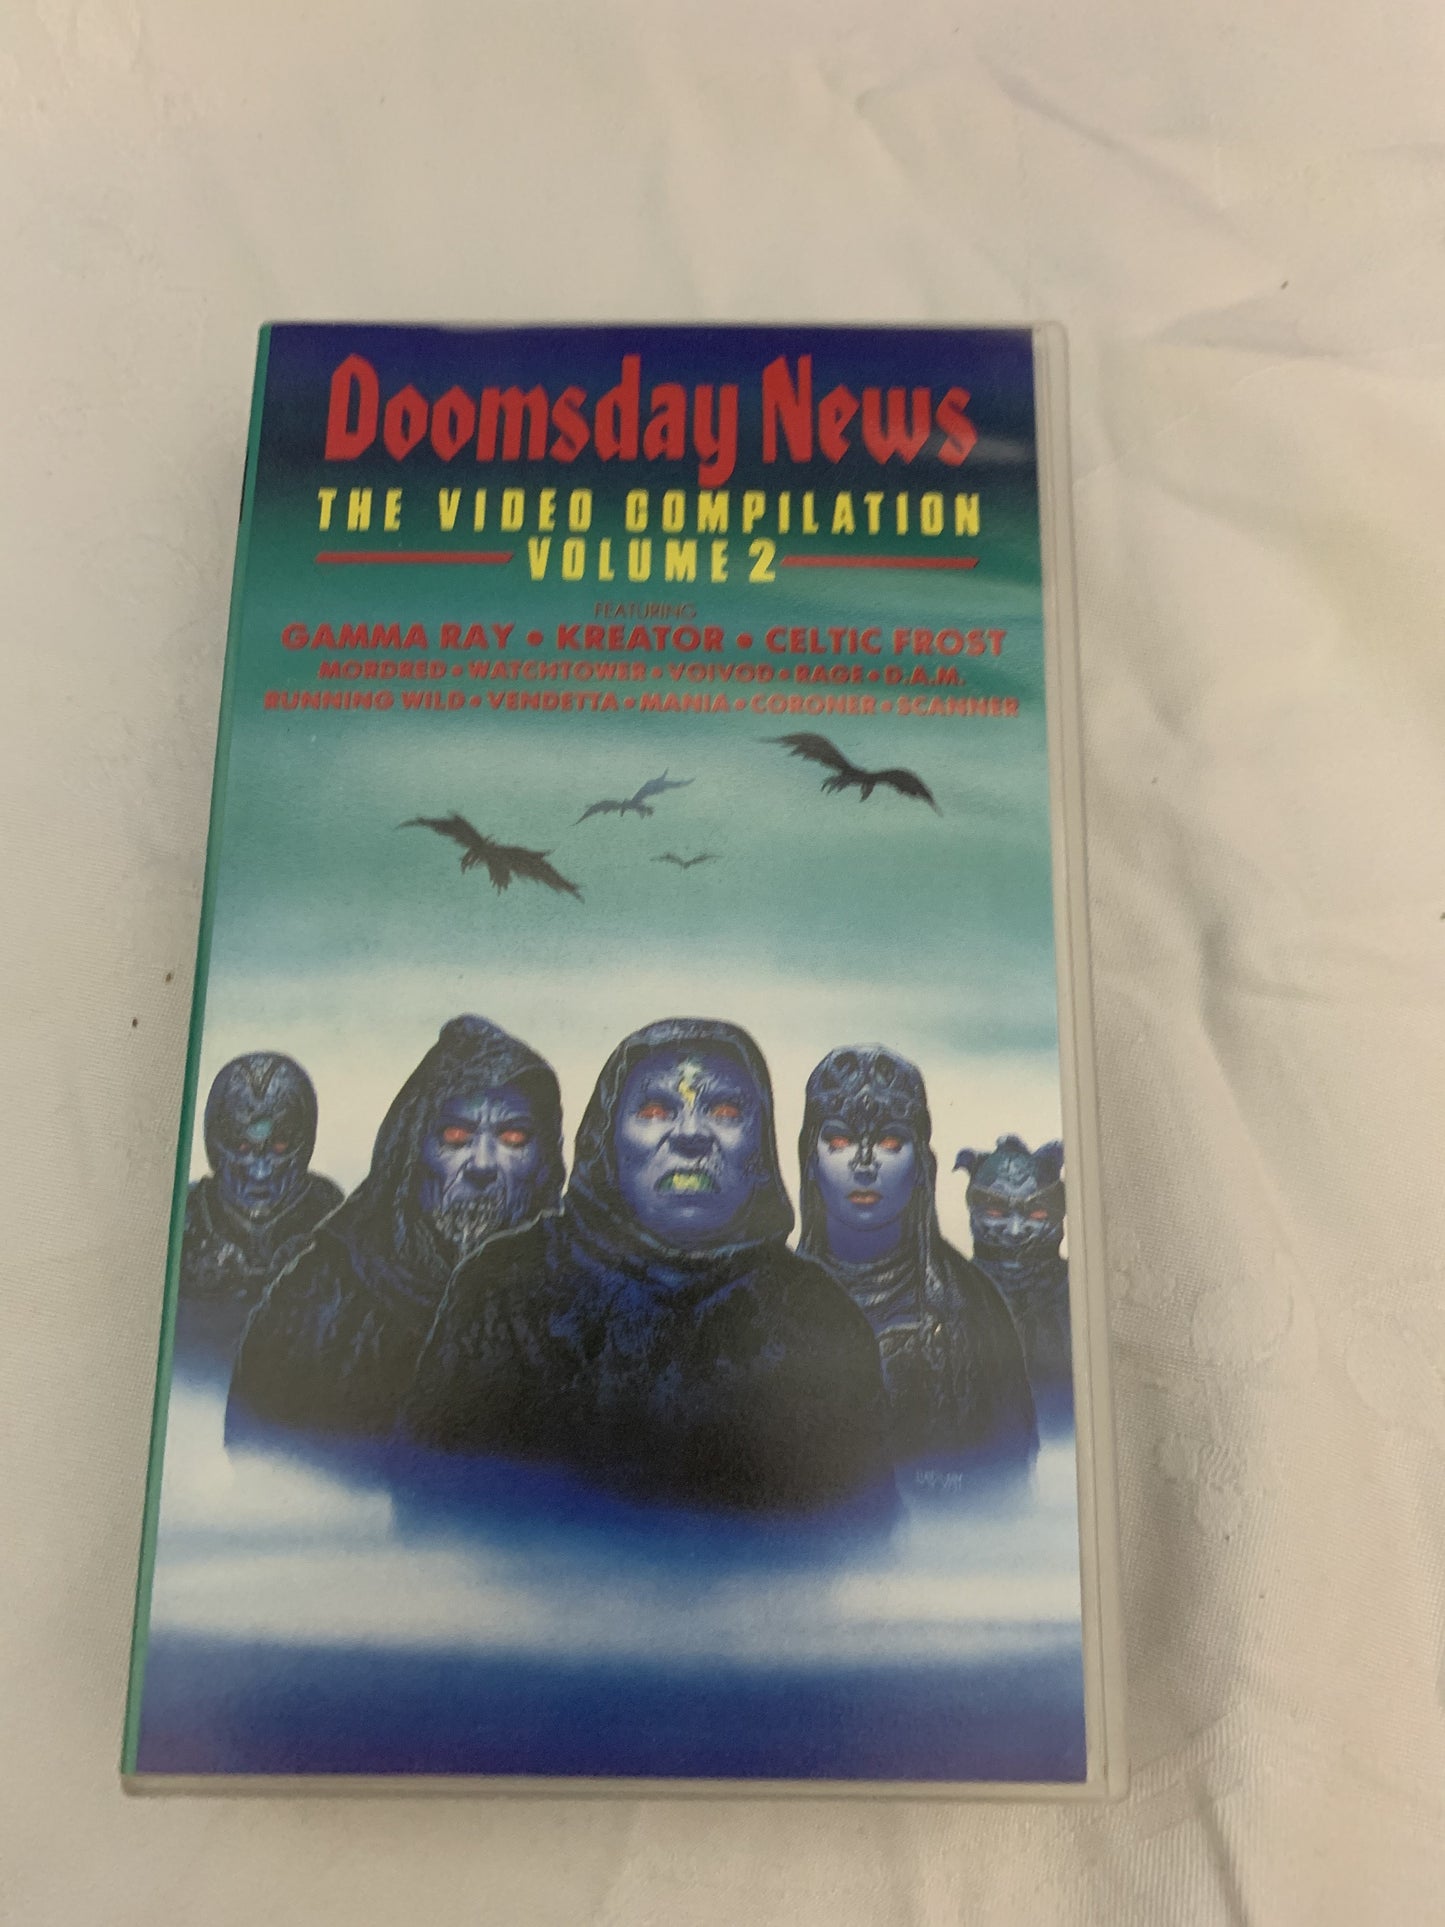 Doomsday News
THE VIDEO COMPILATION
VOLUME 2
FEATURING
GAMMA RAY • KREATOR • CELTIC FROST
MORDRED • WATCHTOWER • VOIVOD • RAGE • D.A.M.
RUNNING WILD • VENDETTA • MANIA • CORONER • SCANNER